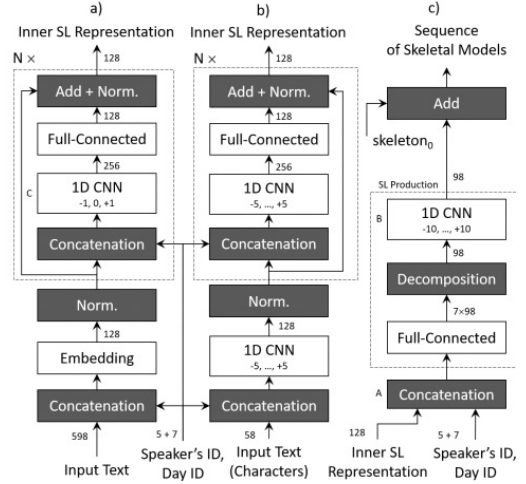 a)
Inner SL Representation
N ×
128
Add + Norm.
128
Full-Connected
256
C
1D CNN
-1, 0, +1
Concatenation
Norm.
128
Embedding
Concatenation
598
Input Text
b)
Inner SL Representation
N ×
128
Add + Norm.
128
Full-Connected
256
1D CNN
-5, ..., +5
Concatenation
Norm.
128
1D CNN
-5, ..., +5
Concatenation
58
Input Text
(Characters)
5 + 7
Speaker's ID,
Day ID
c)
Sequence
of Skeletal Models
Add
skeleton0
98
SL Production
B
1D CNN
-10, ..., +10
98
Decomposition
7×98
Full-Connected
A
Concatenation
128
Inner SL
Representation
5 + 7
Speaker's ID,
Day ID